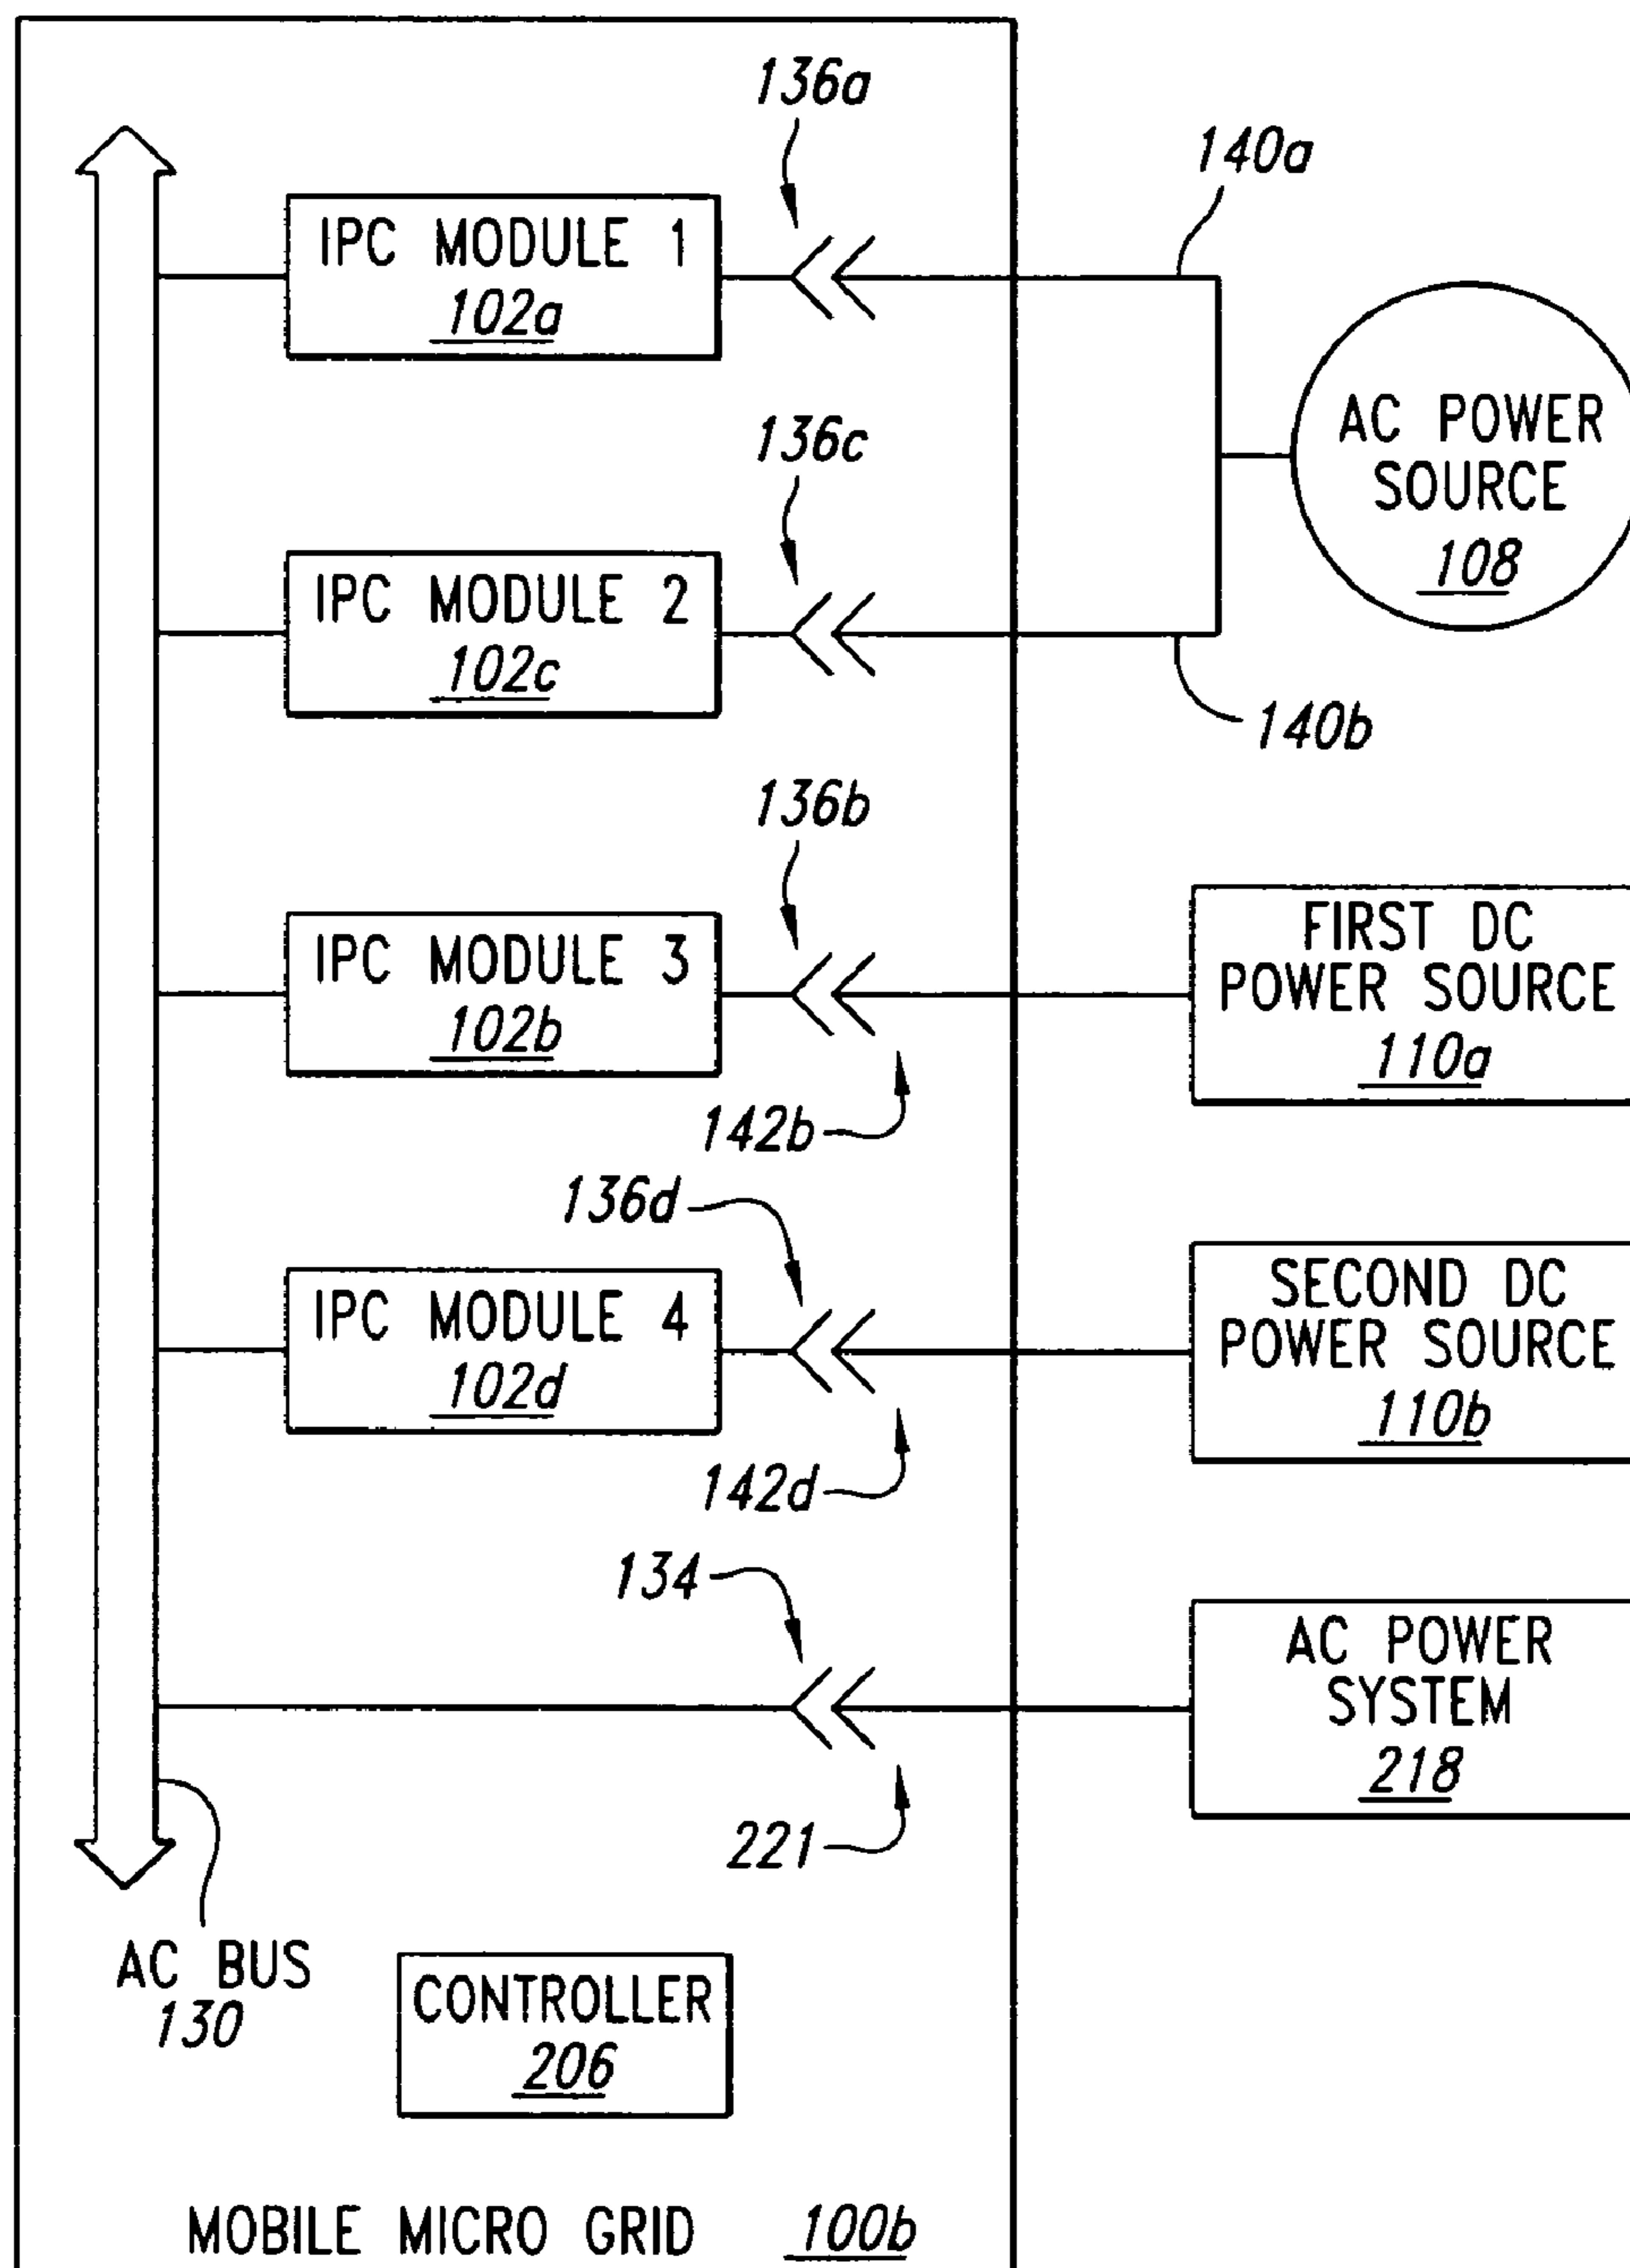 136a
140a
IPC MODULE 1
102a
AC POWER
SOURCE
108
136c
IPC MODULE 2
102c
140b
136b
IPC MODULE 3
102b
142b
FIRST DC
POWER SOURCE
110a
136d
IPC MODULE 4
102d
142d
SECOND DC
POWER SOURCE
110b
134
221
AC POWER
SYSTEM
218
AC BUS
130
CONTROLLER
206
MOBILE MICRO GRID 100b